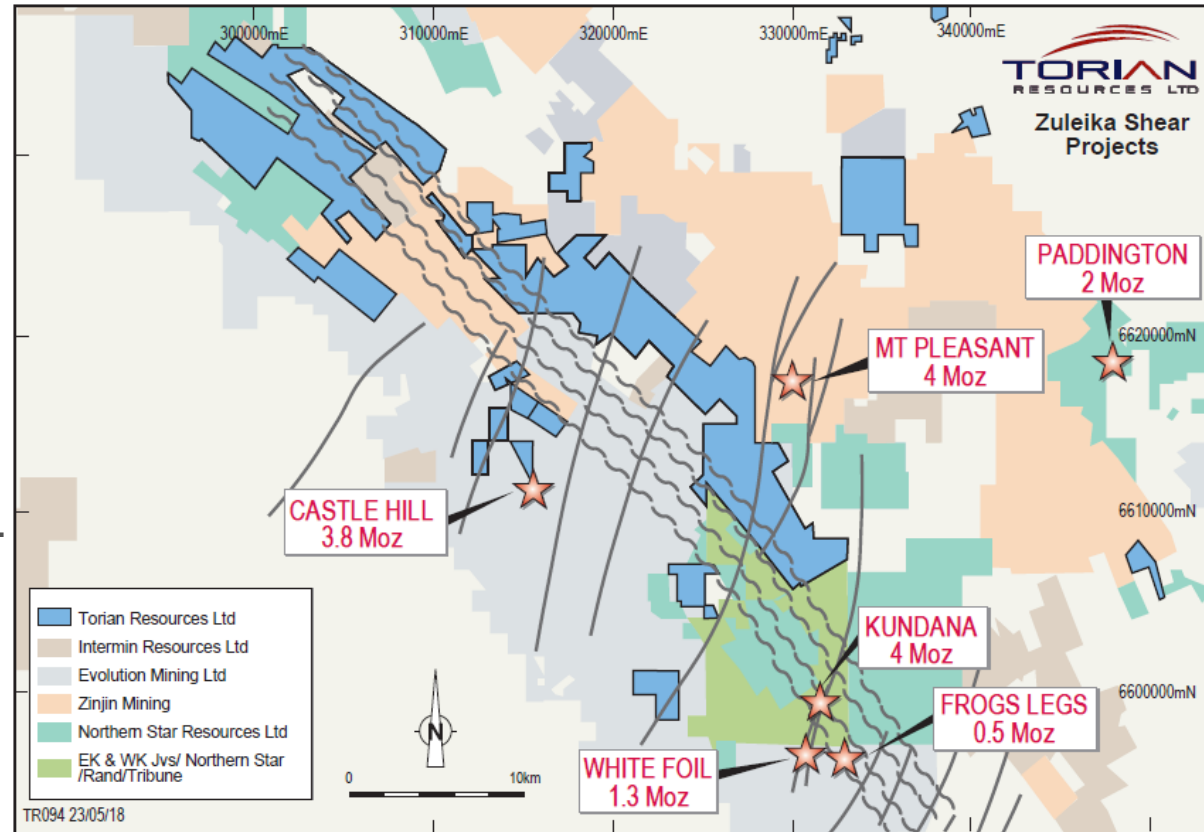 300000mE
310000mE
320000mE
330000mE
340000mE
TORIAN
RESOURCES LTD
Zuleika Shear
Projects
PADDINGTON
2 Moz
6620000mN
MT PLEASANT
4 Moz
CASTLE HILL
3.8 Moz
6610000mN
Torian Resources Ltd
Intermin Resources Ltd
Evolution Mining Ltd
Zinjin Mining
Northern Star Resources Ltd
EK & WK Jvs/ Northern Star
/Rand/Tribune
KUNDANA
4 Moz
6600000mN
FROGS LEGS
0.5 Moz
WHITE FOIL
1.3 Moz
N
0
10km
TR094 23/05/18